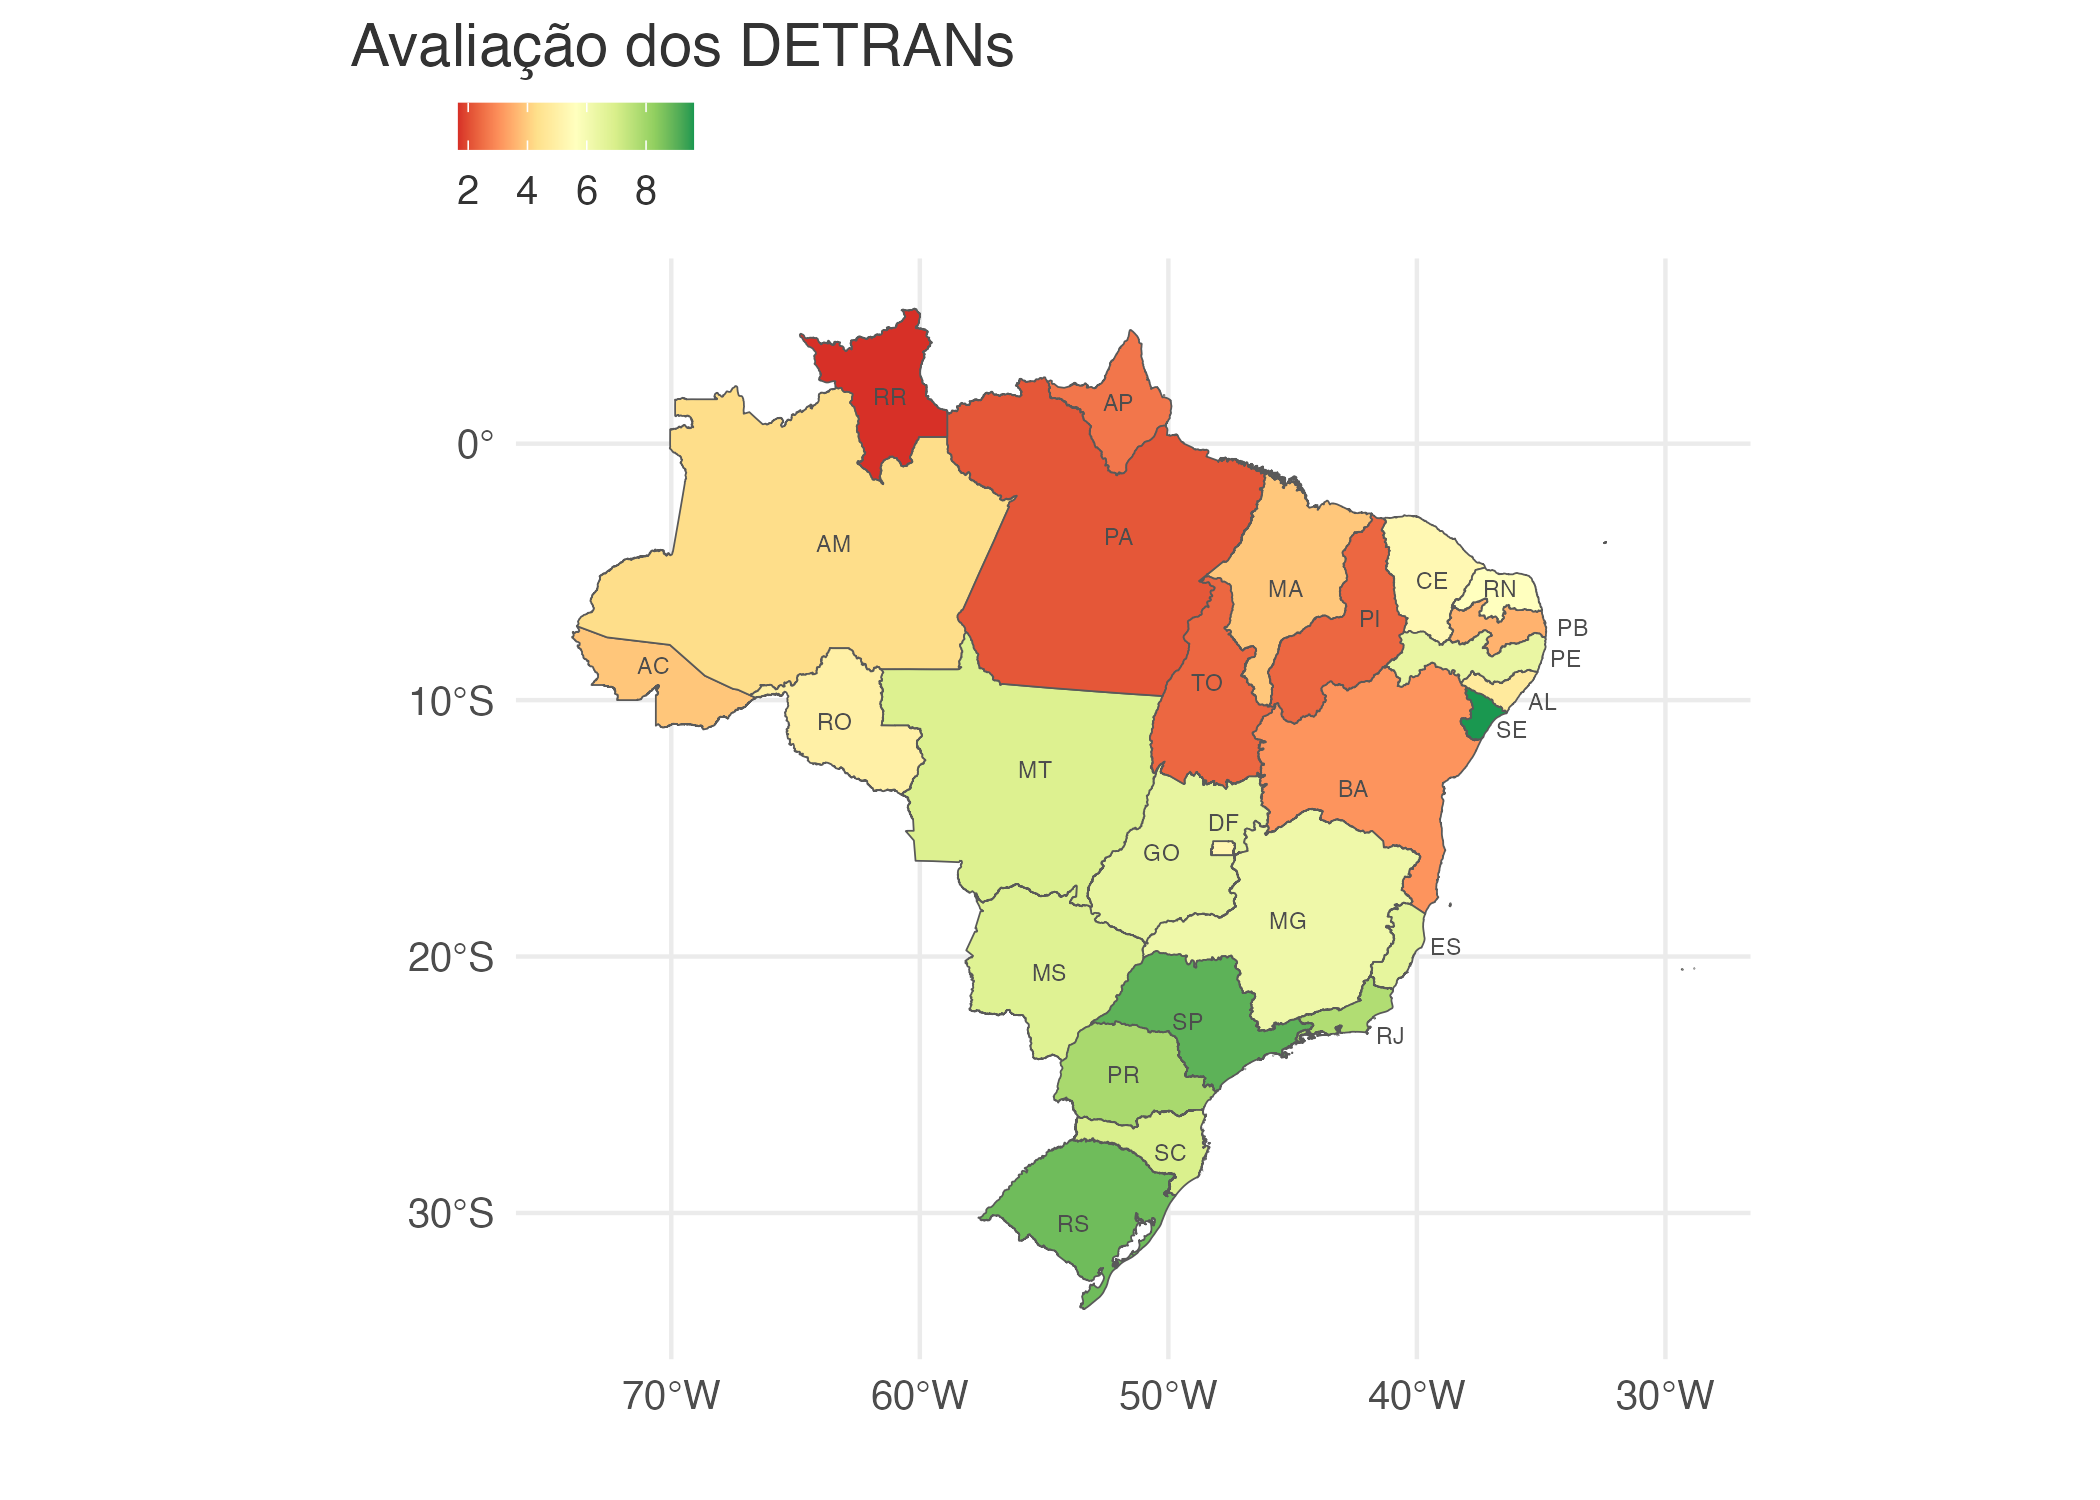 Avaliação dos DETRANs
2 4 6 8
RR
AP
0°
PA
AM
MA
CE
RN
PI
PB
PE
AC
TO
10°S
AL
RO
SE
MT
BA
DF
GO
MG
ES
20°S
MS
SP
RJ
PR
SC
30°S
RS
70°W 60°W 50°W 40°W 30°W